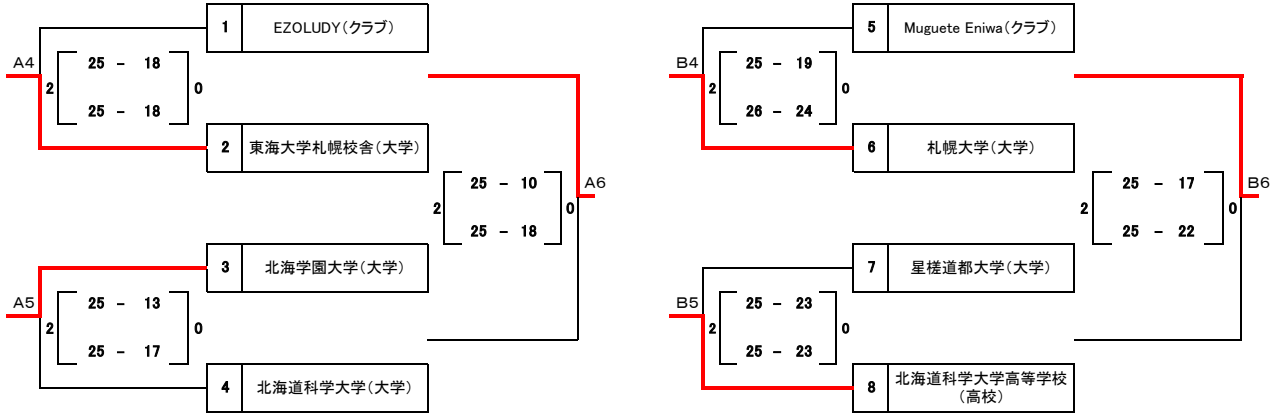 1 EZOLUDY（クラブ）
A4
2
25 － 18
25 － 18
0
2 東海大学札幌校舎（大学）
25 － 10
25 － 18
2
0
A6
3 北海学園大学（大学）
A5
2
25 － 13
25 － 17
0
4 北海道科学大学（大学）
5 Muguete Eniwa（クラブ）
B4
2
25 － 19
26 － 24
0
6 札幌大学（大学）
25 － 17
25 － 22
2
0
B6
7 星槎道都大学（大学）
B5
2
25 － 23
25 － 23
0
8 北海道科学大学高等学校
（高校）